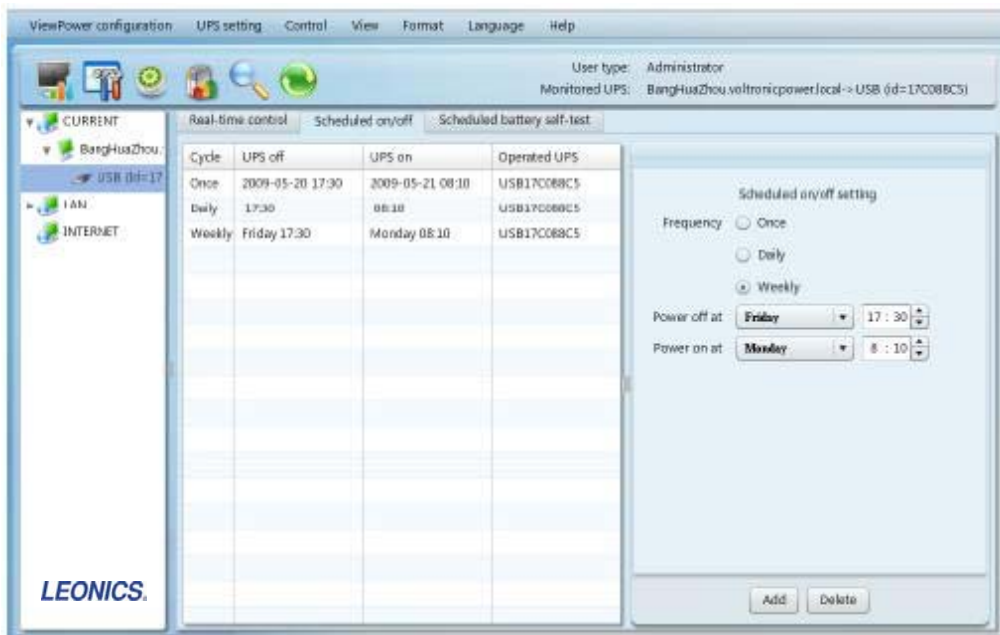 ViewPower configuration UPS setting Control View Format Language Help
User type: Administrator
Monitored UPS: BangHuaZhou.voltronicpower.local-> USB (id=17C088C5)
CURRENT
BangHuaZhou.
USB (id=17
LAN
INTERNET
Real-time control Scheduled on/off Scheduled battery self-test
Cycle UPS off UPS on Operated UPS
Once 2009-05-20 17:30 2009-05-21 08:10 USB17C088C5
Daily 17:30 08:10 USB17C088C5
Weekly Friday 17:30 Monday 08:10 USB17C088C5
Scheduled on/off setting
Frequency Once
Daily
Weekly
Power off at Friday 17 : 30
Power on at Monday 8 : 10
Add Delete
LEONICS